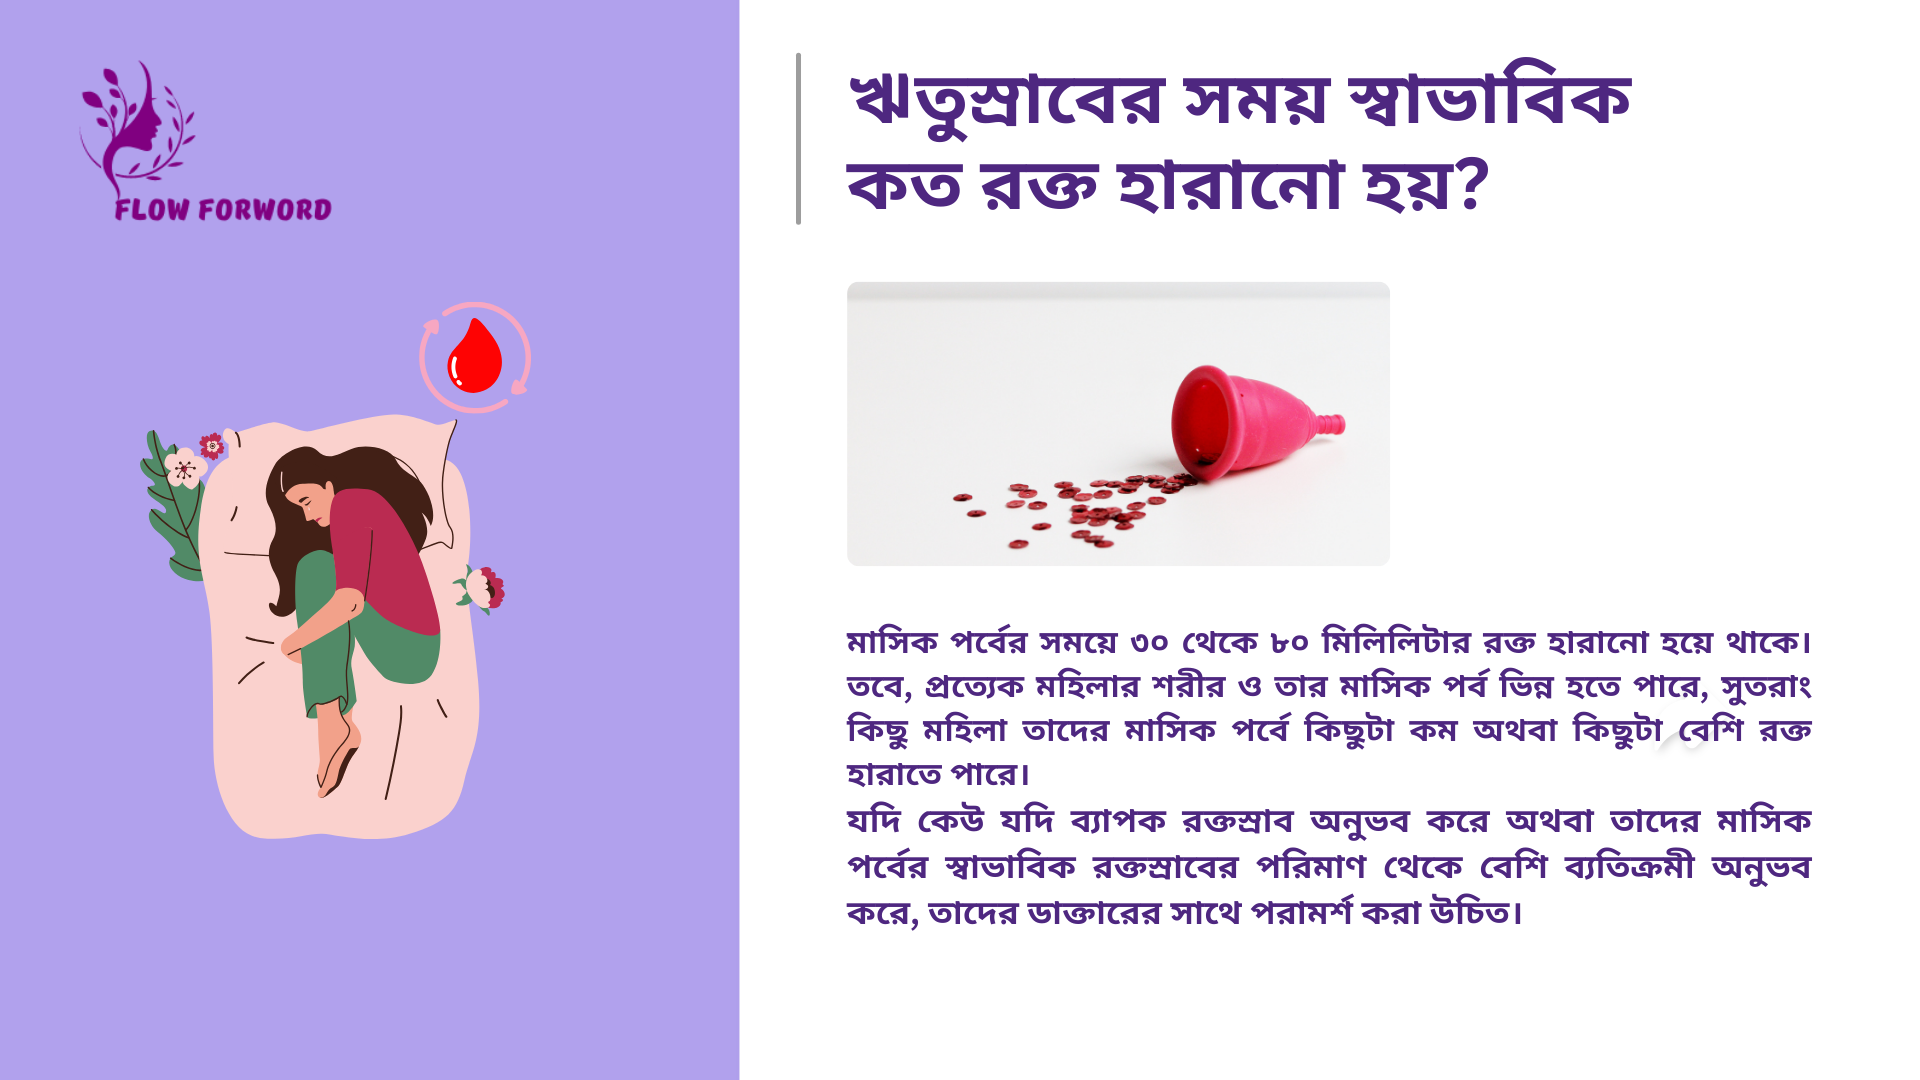 FLOW FORWORD
ঋতুস্রাবের সময় স্বাভাবিক
কত রক্ত হারানো হয়?
মাসিক পর্বের সময়ে ৩০ থেকে ৮০ মিলিলিটার রক্ত হারানো হয়ে থাকে।
তবে, প্রত্যেক মহিলার শরীর ও তার মাসিক পর্ব ভিন্ন হতে পারে, সুতরাং
কিছু মহিলা তাদের মাসিক পর্বে কিছুটা কম অথবা কিছুটা বেশি রক্ত
হারাতে পারে।
যদি কেউ যদি ব্যাপক রক্তস্রাব অনুভব করে অথবা তাদের মাসিক
পর্বের স্বাভাবিক রক্তস্রাবের পরিমাণ থেকে বেশি ব্যতিক্রমী অনুভব
করে, তাদের ডাক্তারের সাথে পরামর্শ করা উচিত।